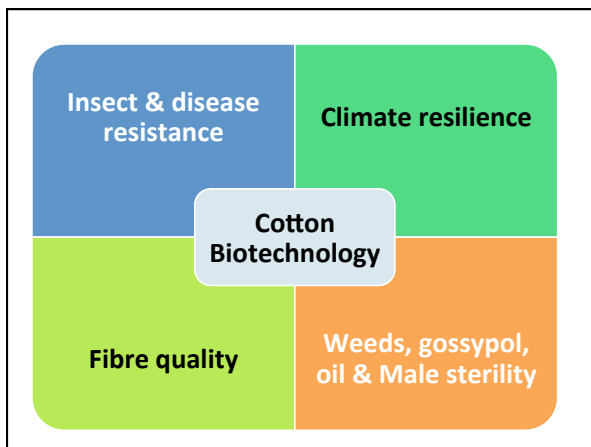 Insect & disease
resistance
Climate resilience
Cotton
Biotechnology
Fibre quality
Weeds, gossypol,
oil & Male sterility